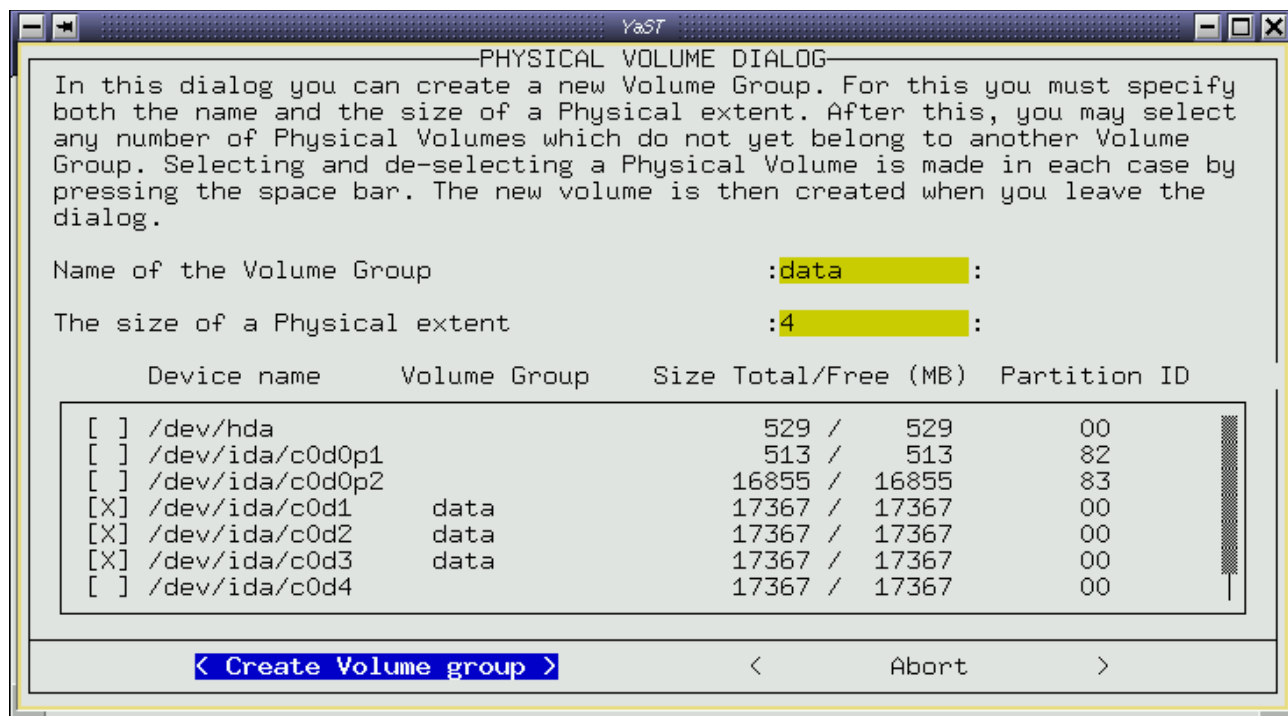 YaST
PHYSICAL VOLUME DIALOG
In this dialog you can create a new Volume Group. For this you must specify
both the name and the size of a Physical extent. After this, you may select
any number of Physical Volumes which do not yet belong to another Volume
Group. Selecting and de-selecting a Physical Volume is made in each case by
pressing the space bar. The new volume is then created when you leave the
dialog.
Name of the Volume Group :data :
The size of a Physical extent :4 :
Device name Volume Group Size Total/Free (MB) Partition ID
[ ] /dev/hda 529 / 529 00
[ ] /dev/ida/c0d0p1 513 / 513 82
[ ] /dev/ida/c0d0p2 16855 / 16855 83
[X] /dev/ida/c0d1 data 17367 / 17367 00
[X] /dev/ida/c0d2 data 17367 / 17367 00
[X] /dev/ida/c0d3 data 17367 / 17367 00
[ ] /dev/ida/c0d4 17367 / 17367 00
< Create Volume group > < Abort >